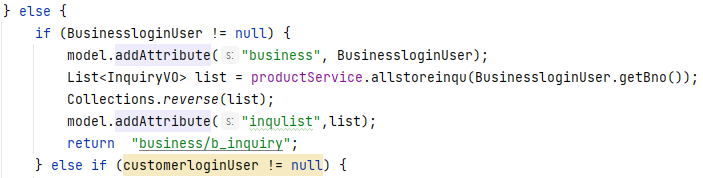 } else {
if (BusinessloginUser != null) {
model.addAttribute( s: "business", BusinessloginUser);
List<InquiryVO> list = productService.allstoreinqu(BusinessloginUser.getBno());
Collections.reverse(list);
model.addAttribute( s: "inqulist",list);
return "business/b_inquiry";
} else if (customerloginUser != null) {